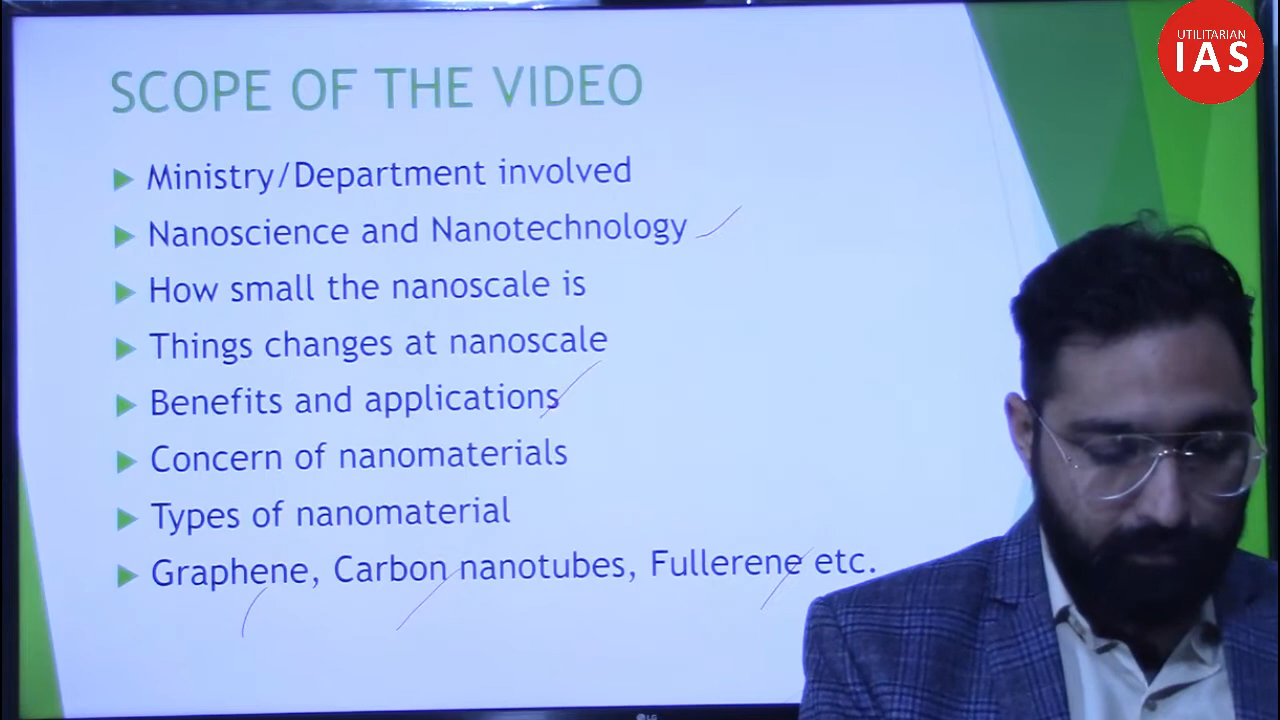 UTILITARIAN
IAS
SCOPE OF THE VIDEO
Ministry/Department involved
Nanoscience and Nanotechnology
How small the nanoscale is
Things changes at nanoscale
Benefits and applications
Concern of nanomaterials
Types of nanomaterial
Graphene, Carbon nanotubes, Fullerene etc.
LG